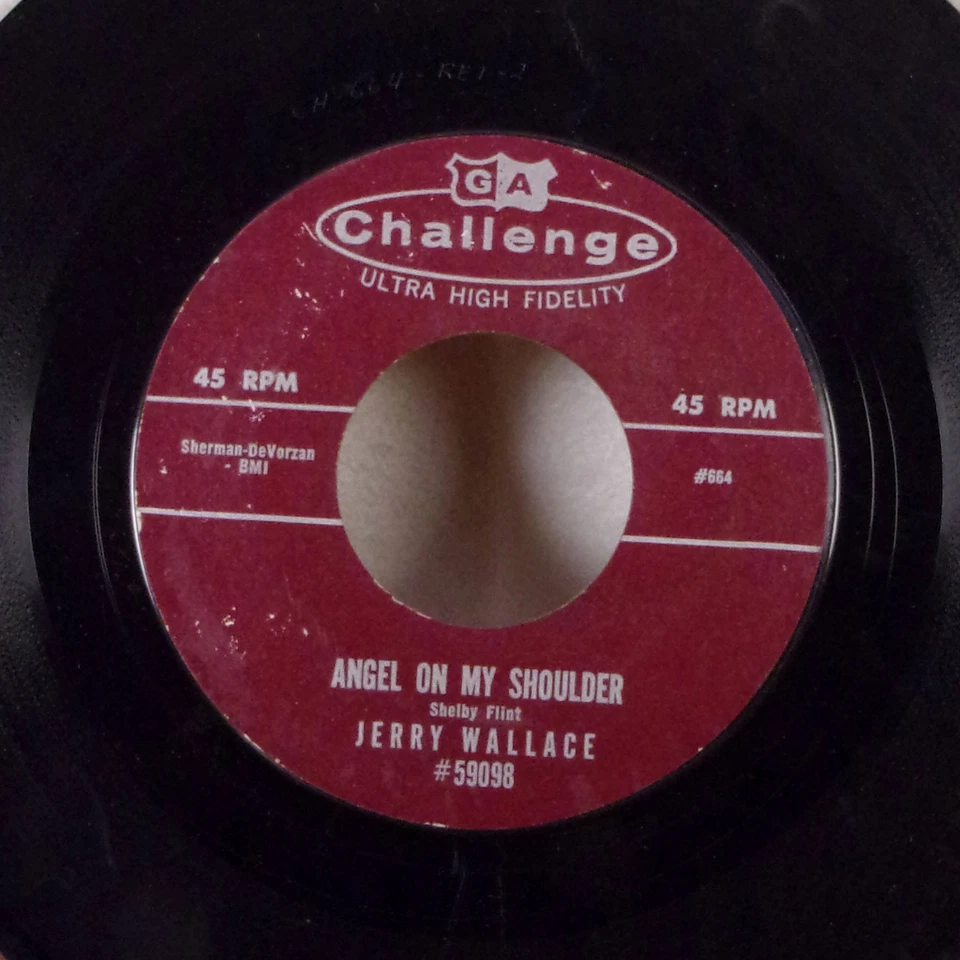 GA
Challenge
ULTRA HIGH FIDELITY
45 RPM
45 RPM
Sherman-DeVorzan
- BMI
#664
ANGEL ON MY SHOULDER
Shelby Flint
JERRY WALLACE
#59098